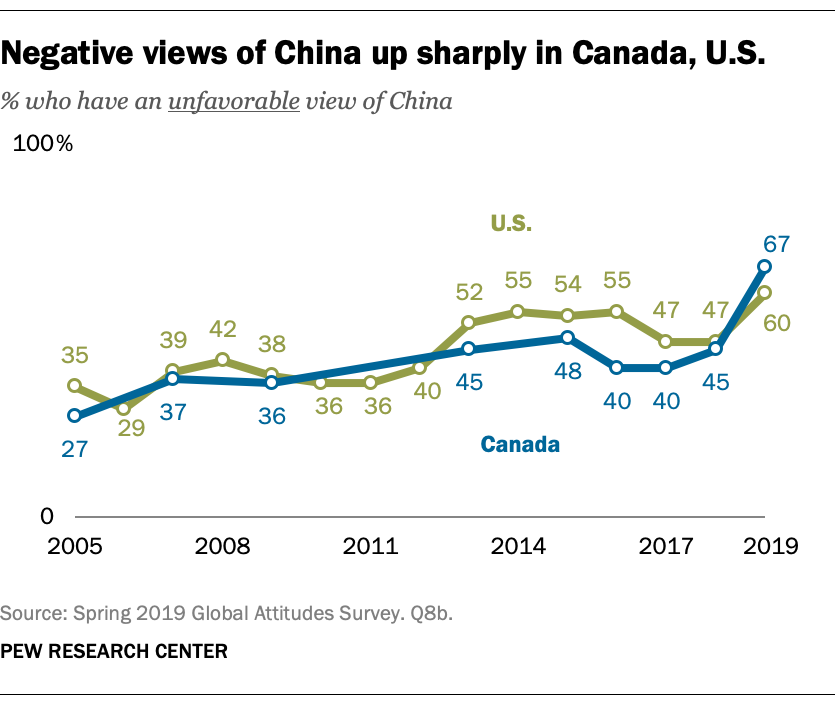 Negative views of China up sharply in Canada, U.S.
% who have an unfavorable view of China
100%
U.S.
67
52 55 54 55
47 47
60
39 42 38
35
40
36 36
29
45 48 45
40 40
37 36
27
Canada
0
2005 2008 2011 2014 2017 2019
Source: Spring 2019 Global Attitudes Survey. Q8b.
PEW RESEARCH CENTER